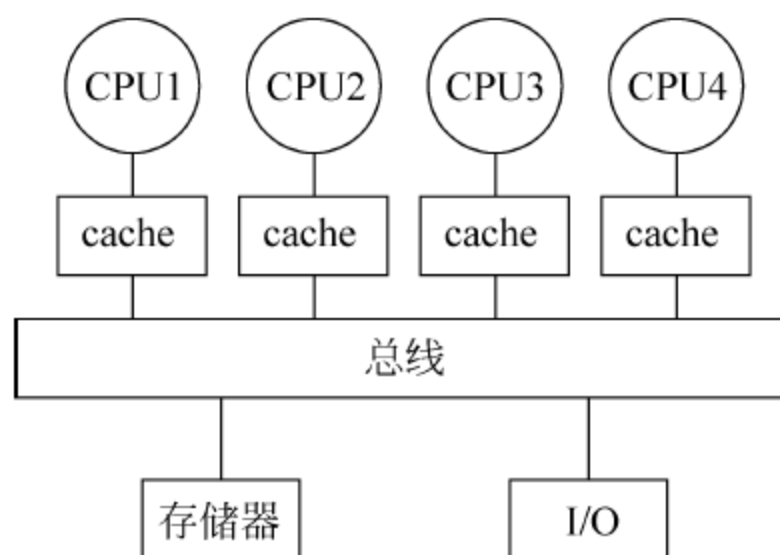 CPU1 CPU2 CPU3 CPU4
cache cache cache cache
总线
存储器 I/O